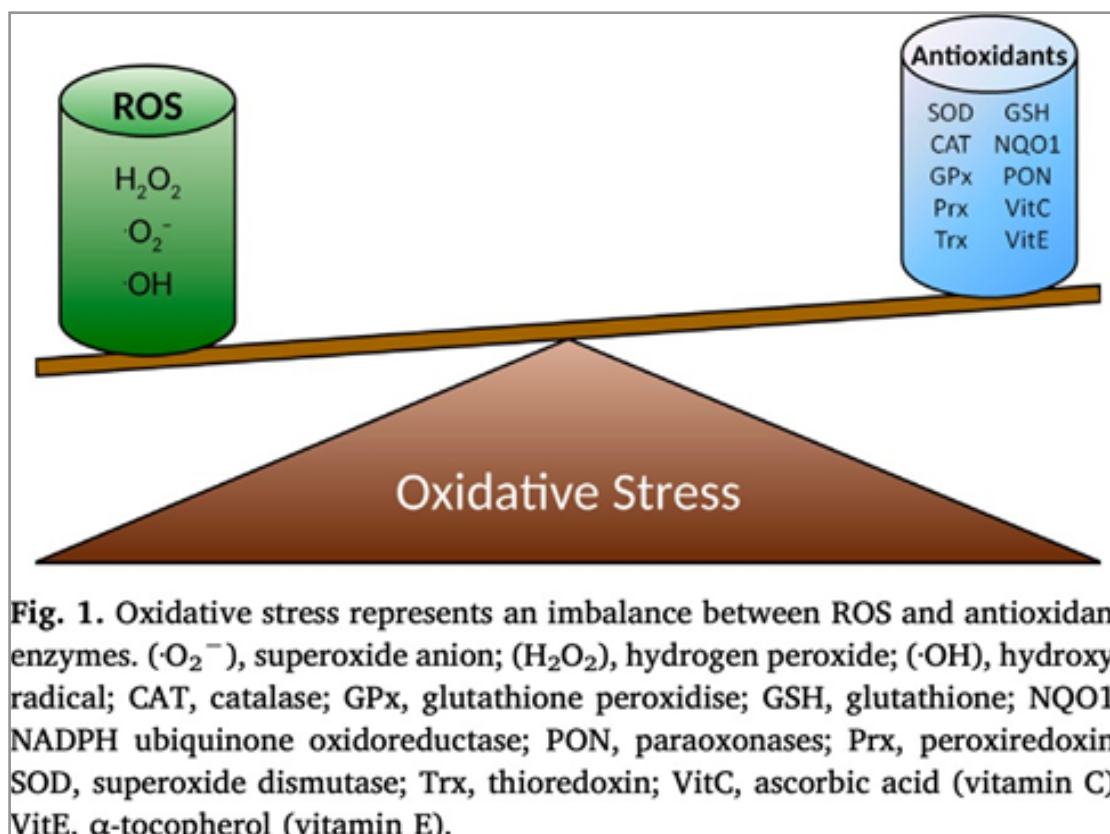 ROS
H₂O₂
·O₂⁻
·OH
Antioxidants
SOD GSH
CAT NQO1
GPx PON
Prx VitC
Trx VitE
Oxidative Stress
Fig. 1. Oxidative stress represents an imbalance between ROS and antioxidan
enzymes. (·O₂⁻), superoxide anion; (H₂O₂), hydrogen peroxide; (·OH), hydroxy
radical; CAT, catalase; GPx, glutathione peroxidise; GSH, glutathione; NQO1
NADPH ubiquinone oxidoreductase; PON, paraoxonases; Prx, peroxiredoxin
SOD, superoxide dismutase; Trx, thioredoxin; VitC, ascorbic acid (vitamin C)
VitE, α-tocopherol (vitamin E).